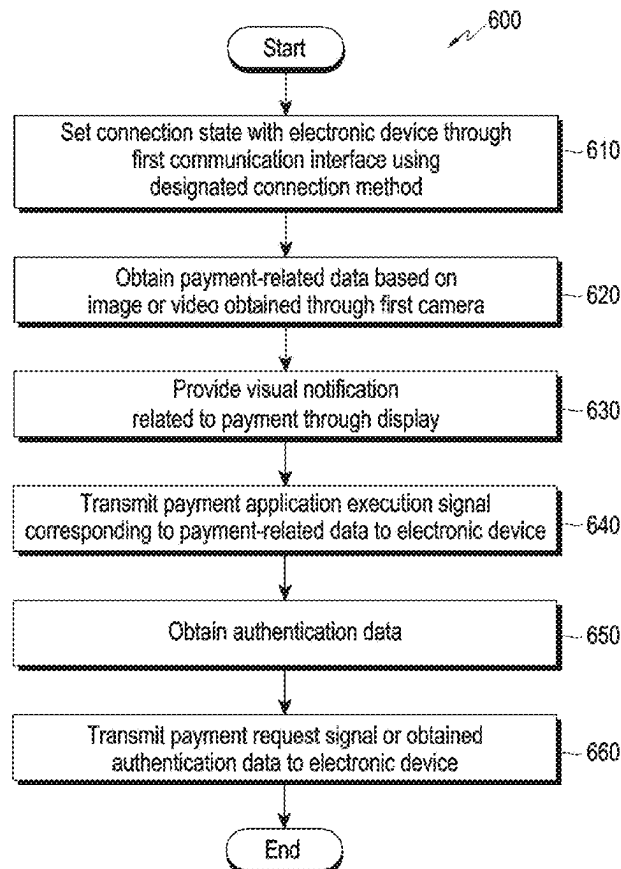 600
Start
Set connection state with electronic device through
first communication interface using
designated connection method
610
Obtain payment-related data based on
image or video obtained through first camera
620
Provide visual notification
related to payment through display
630
Transmit payment application execution signal
corresponding to payment-related data to electronic device
640
Obtain authentication data
650
Transmit payment request signal or obtained
authentication data to electronic device
660
End